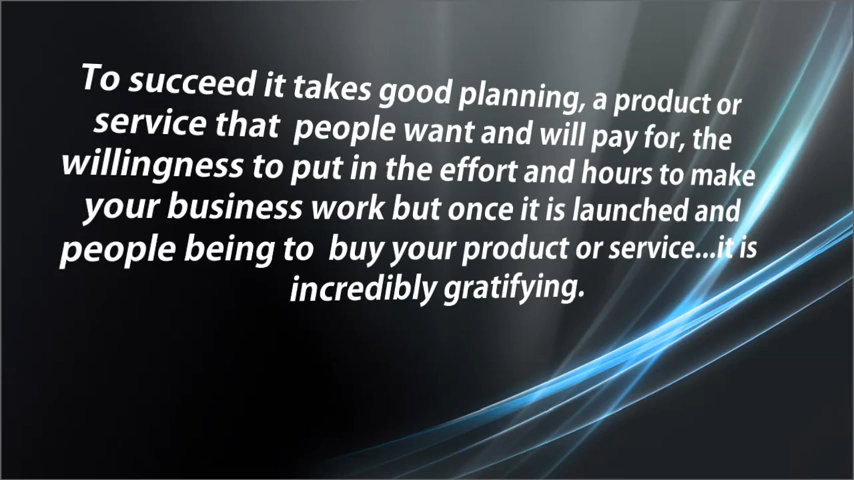 To succeed it takes good planning, a product or
service that people want and will pay for, the
willingness to put in the effort and hours to make
your business work but once it is launched and
people being to buy your product or service...it is
incredibly gratifying.